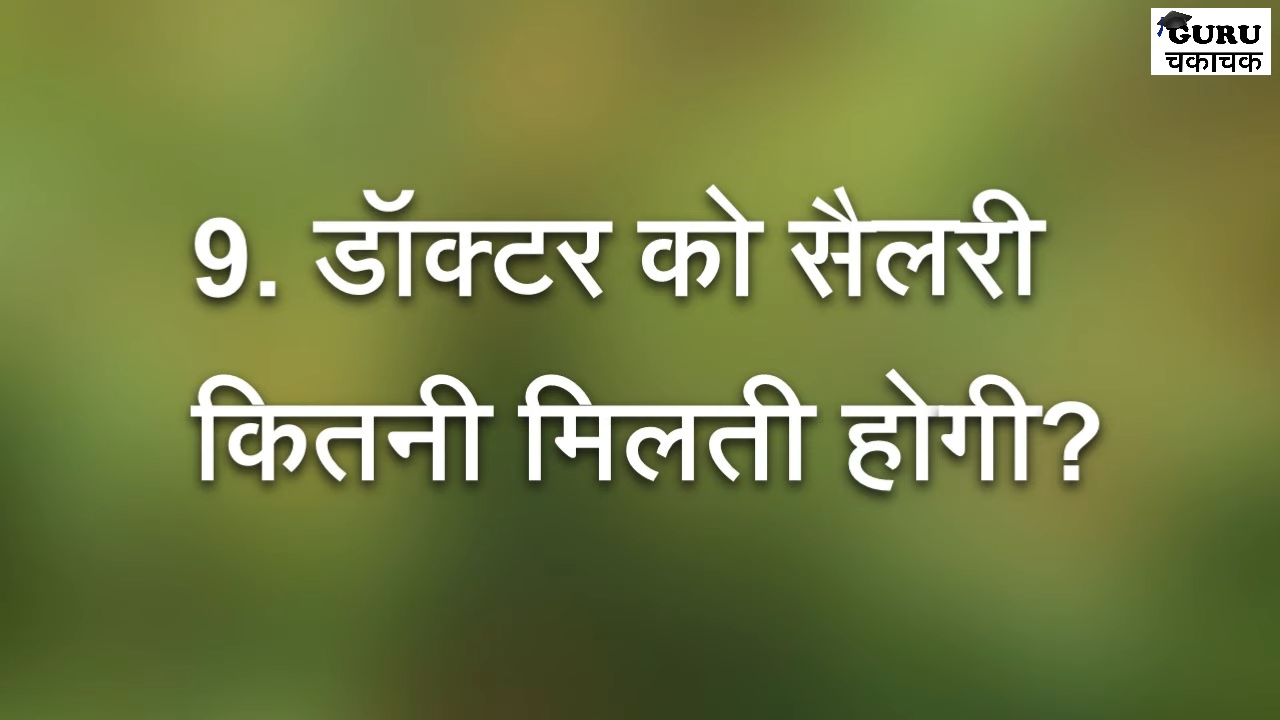 GURU
चकाचक
9. डॉक्टर को सैलरी
कितनी मिलती होगी?